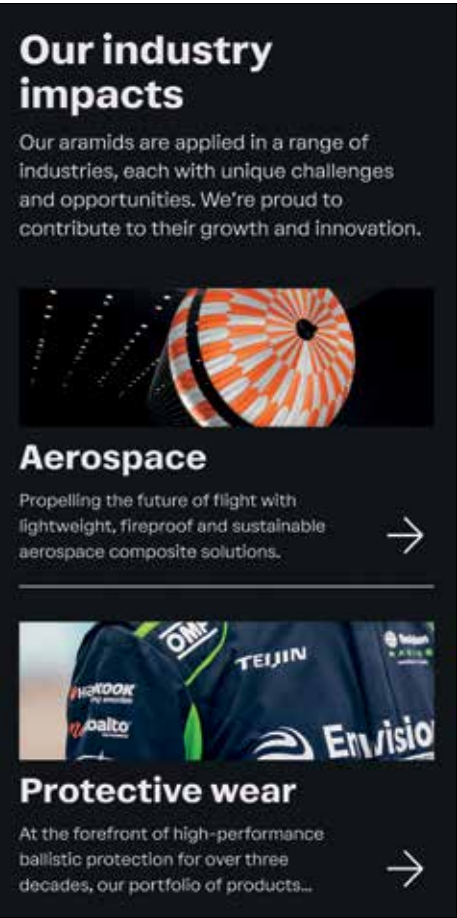 Our industry
impacts
Our aramids are applied in a range of
industries, each with unique challenges
and opportunities. We're proud to
contribute to their growth and innovation.
Aerospace
Propelling the future of flight with
lightweight, fireproof and sustainable
aerospace composite solutions.
OMP
TEIJIN
HANKOOK
Envisio
Protective wear
At the forefront of high-performance
ballistic protection for over three
decades, our portfolio of products...